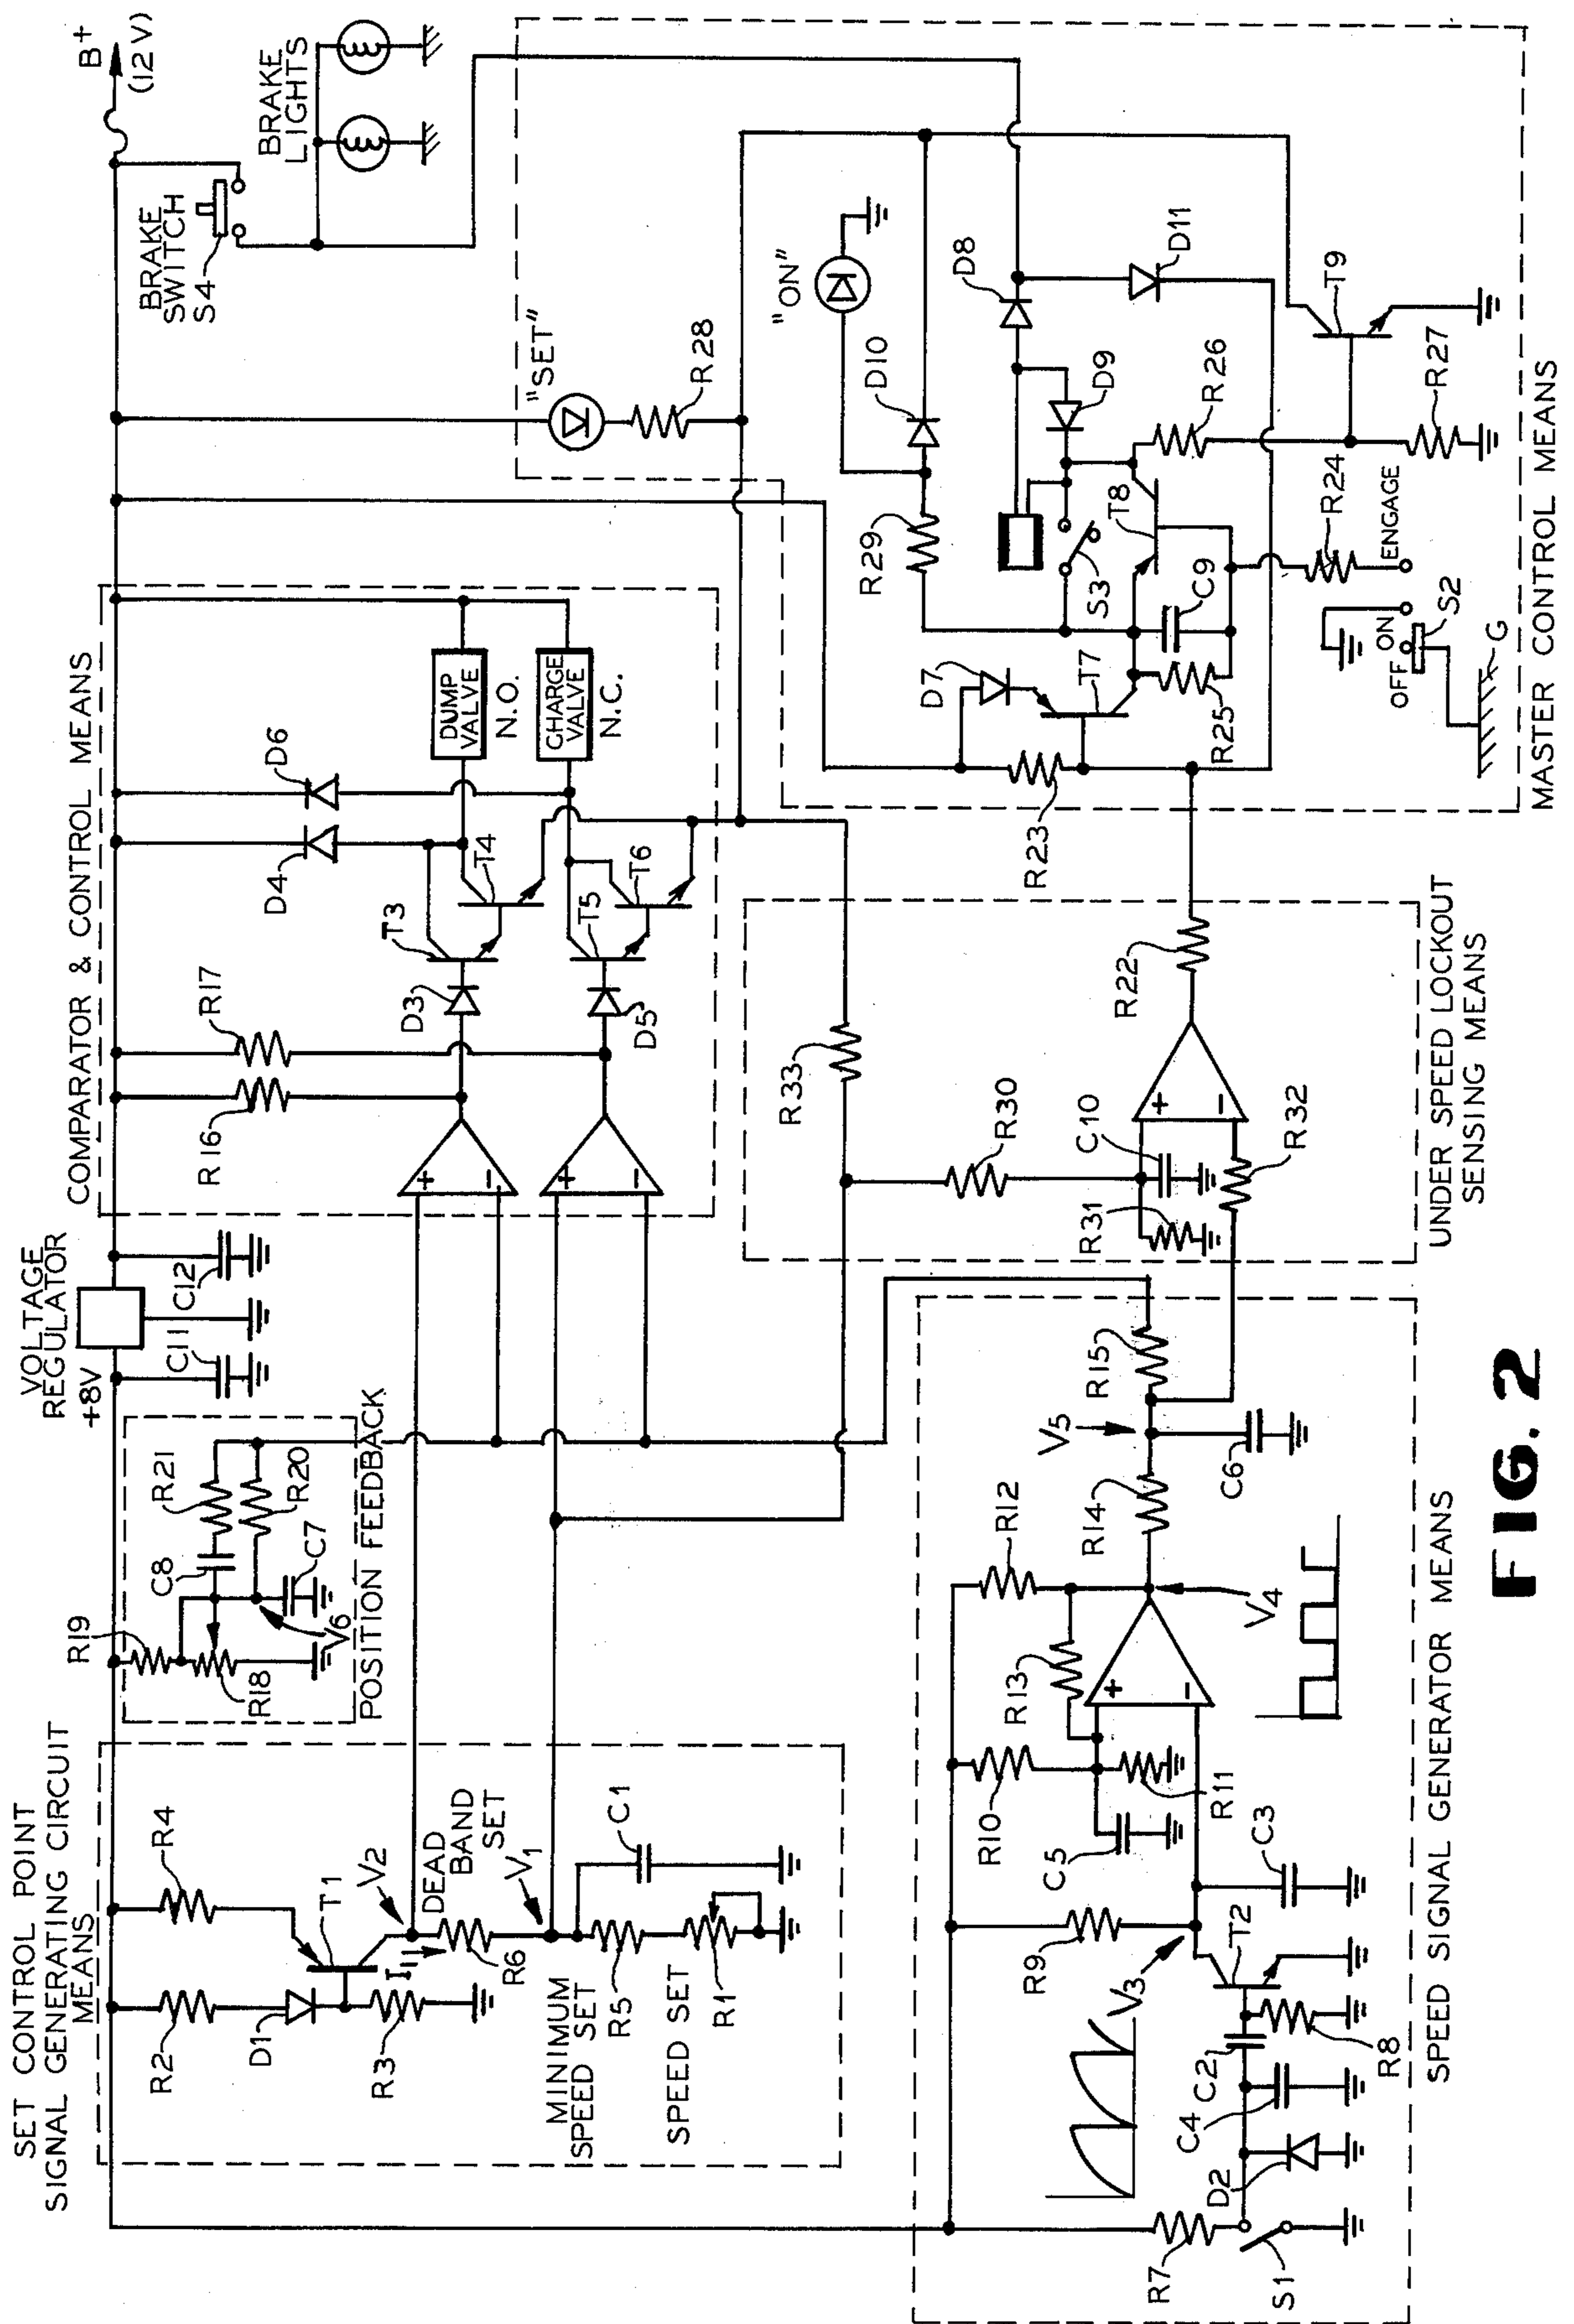 B+
(12 V)
BRAKE
SWITCH
S4
BRAKE
LIGHTS
"SET"
R28
"ON"
D10
R29
D8
D11
D9
S3
T8
R26
C9
D7
T7
R25
R23
R24
ENGAGE
ON
OFF
S2
G
T9
R27
MASTER CONTROL MEANS
COMPARATOR & CONTROL MEANS
D6
D4
DUMP
VALVE
N.O.
CHARGE
VALVE
N.C.
T4
T3
T5
T6
D3
D5
R17
R16
+
-
+
-
R33
R30
C10
R31
R32
R22
+
-
UNDER SPEED LOCKOUT
SENSING MEANS
VOLTAGE
REGULATOR
+8V
C11
C12
R19
R18
C8
R21
R20
C7
V6
POSITION FEEDBACK
SET CONTROL POINT
SIGNAL GENERATING CIRCUIT
MEANS
R4
R2
D1
T1
R3
I1
V2
DEAD
BAND
SET
R6
V1
MINIMUM
SPEED SET
R5
SPEED SET
R1
C1
R12
R13
R10
R11
C5
+
-
R9
V3
C3
T2
R8
C2
C4
D2
R7
S1
R14
V4
V5
R15
C6
SPEED SIGNAL GENERATOR MEANS
FIG. 2